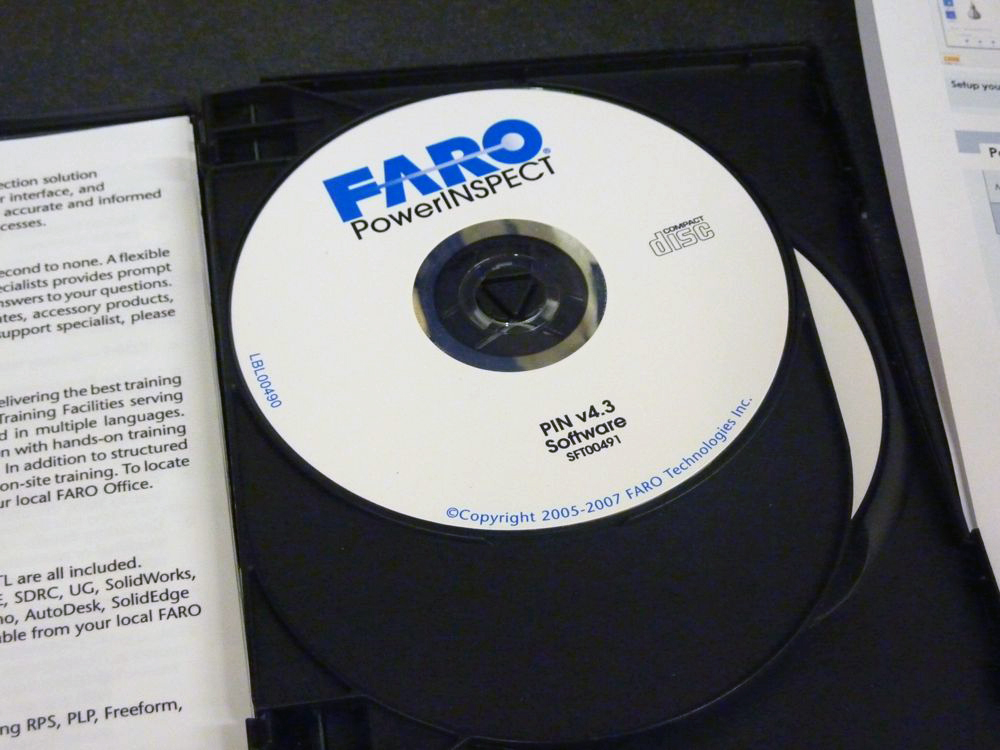 ection solution
r interface, and
accurate and informed
cesses.
econd to none. A flexible
ecialists provides prompt
nswers to your questions.
ates, accessory products,
support specialist, please
elivering the best training
Training Facilities serving
d in multiple languages.
n with hands-on training
In addition to structured
on-site training. To locate
ur local FARO Office.
TL are all included.
E, SDRC, UG, SolidWorks,
no, AutoDesk, SolidEdge
able from your local FARO
ng RPS, PLP, Freeform,
FARO®
PowerINSPECT
COMPACT
disc
LBL00490
PIN v4.3
Software
SFT00491
©Copyright 2005-2007 FARO Technologies Inc.
Setup you